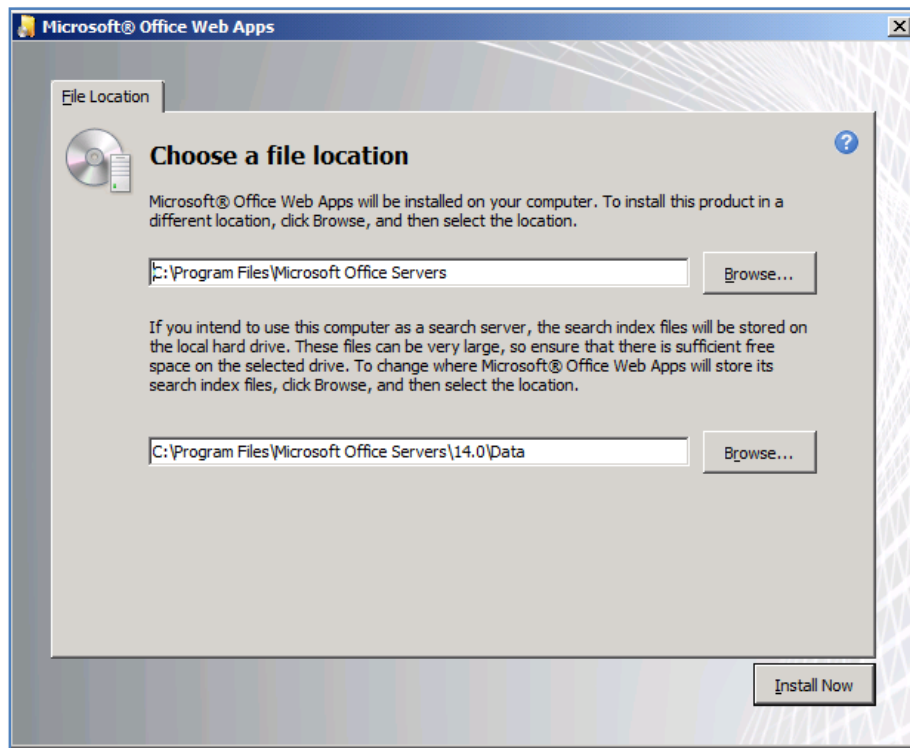 Microsoft® Office Web Apps
File Location
Choose a file location
Microsoft® Office Web Apps will be installed on your computer. To install this product in a
different location, click Browse, and then select the location.
C:\Program Files\Microsoft Office Servers
Browse...
If you intend to use this computer as a search server, the search index files will be stored on
the local hard drive. These files can be very large, so ensure that there is sufficient free
space on the selected drive. To change where Microsoft® Office Web Apps will store its
search index files, click Browse, and then select the location.
C:\Program Files\Microsoft Office Servers\14.0\Data
Browse...
Install Now